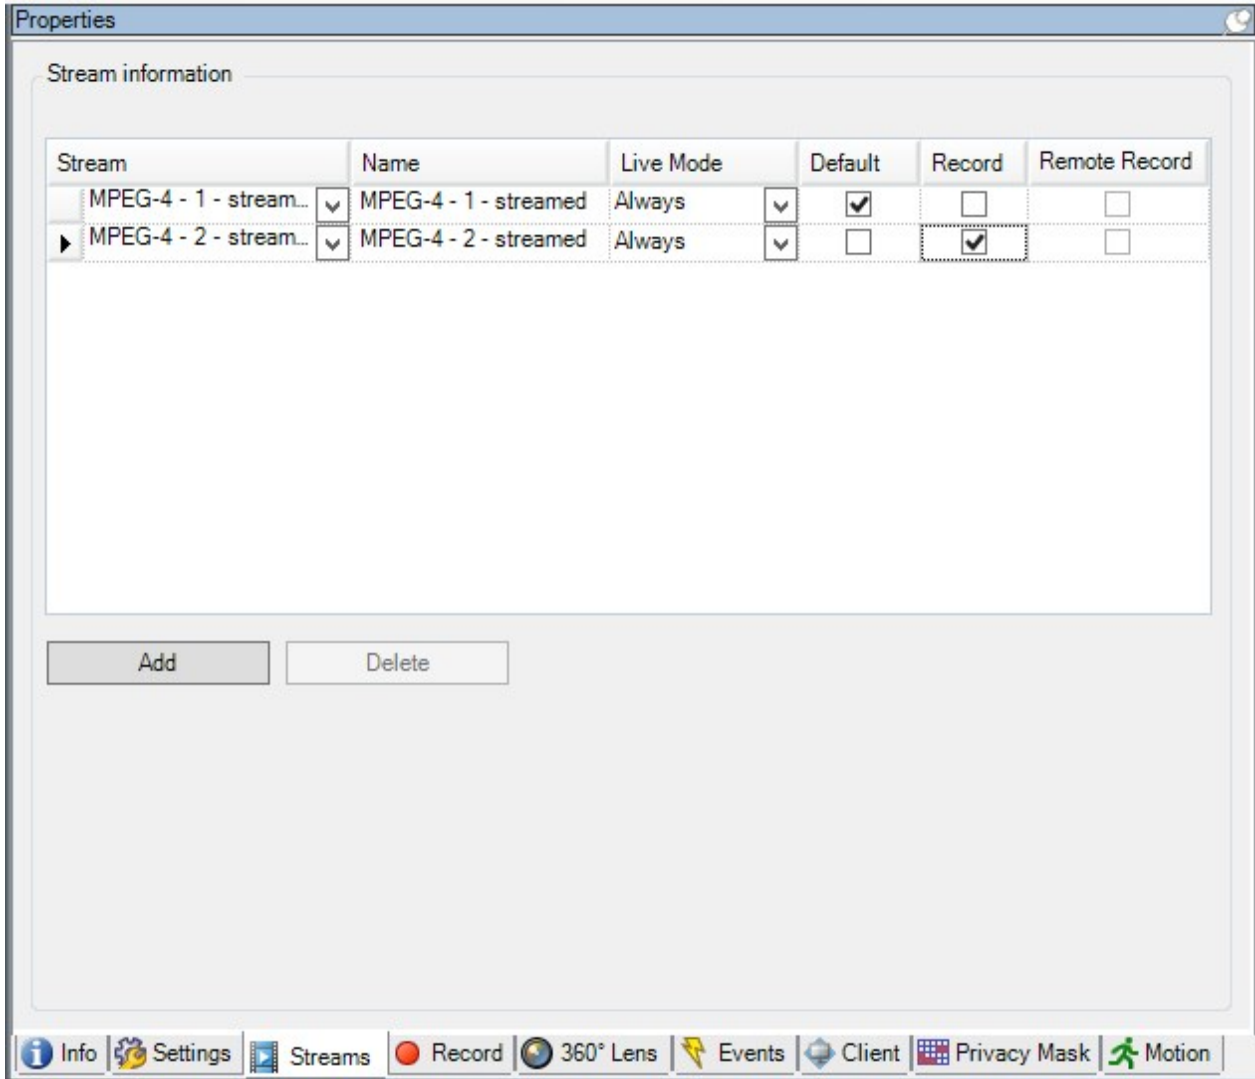 Properties
Stream information
Stream Name Live Mode Default Record Remote Record
MPEG-4 - 1 - stream... MPEG-4 - 1 - streamed Always
MPEG-4 - 2 - stream... MPEG-4 - 2 - streamed Always
Add Delete
Info Settings Streams Record 360° Lens Events Client Privacy Mask Motion